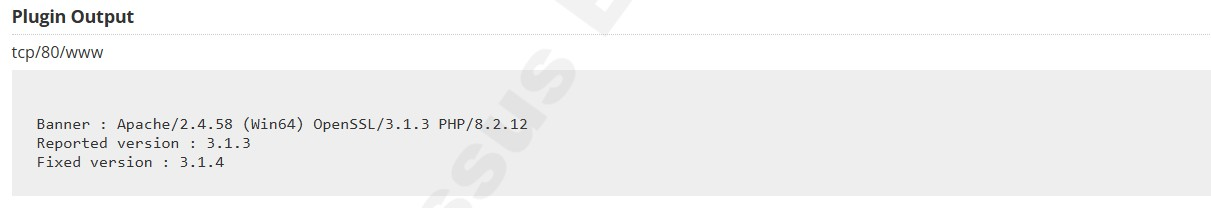 Plugin Output
tcp/80/www
Banner : Apache/2.4.58 (Win64) OpenSSL/3.1.3 PHP/8.2.12
Reported version : 3.1.3
Fixed version : 3.1.4